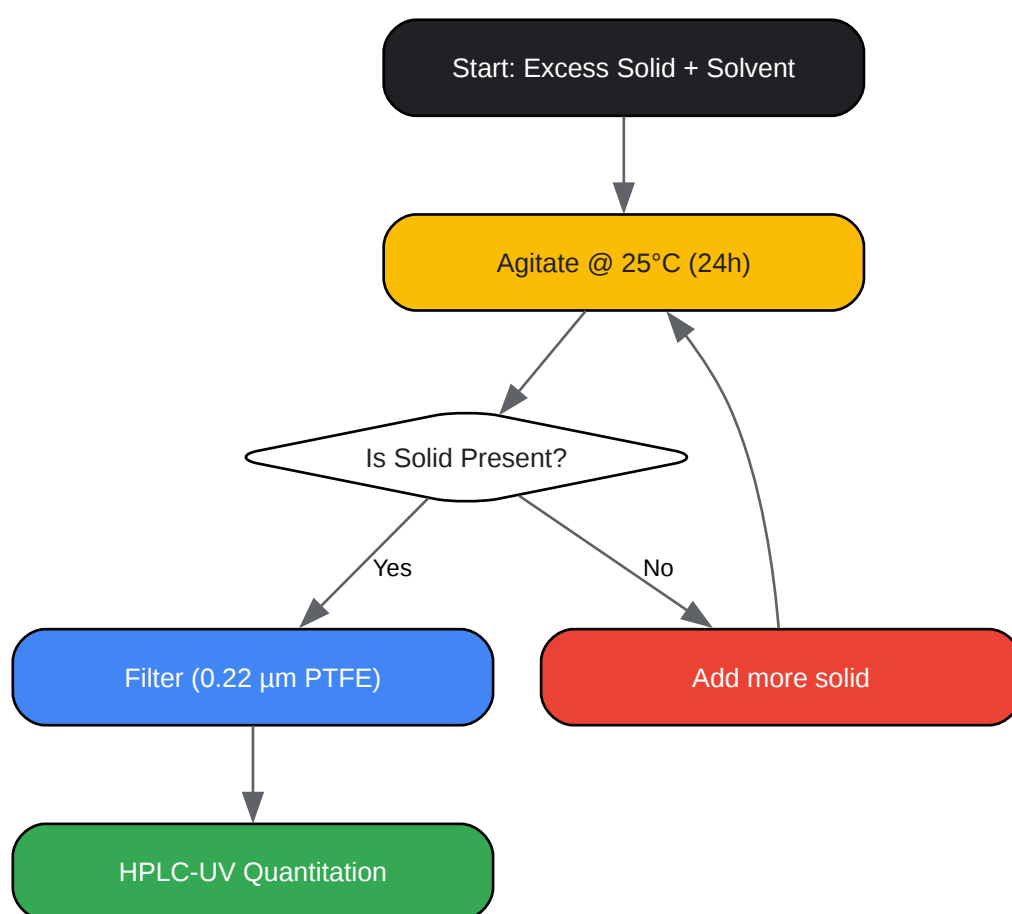 Start: Excess Solid + Solvent
Agitate @ 25°C (24h)
Is Solid Present?
Yes
No
Filter (0.22 µm PTFE)
Add more solid
HPLC-UV Quantitation